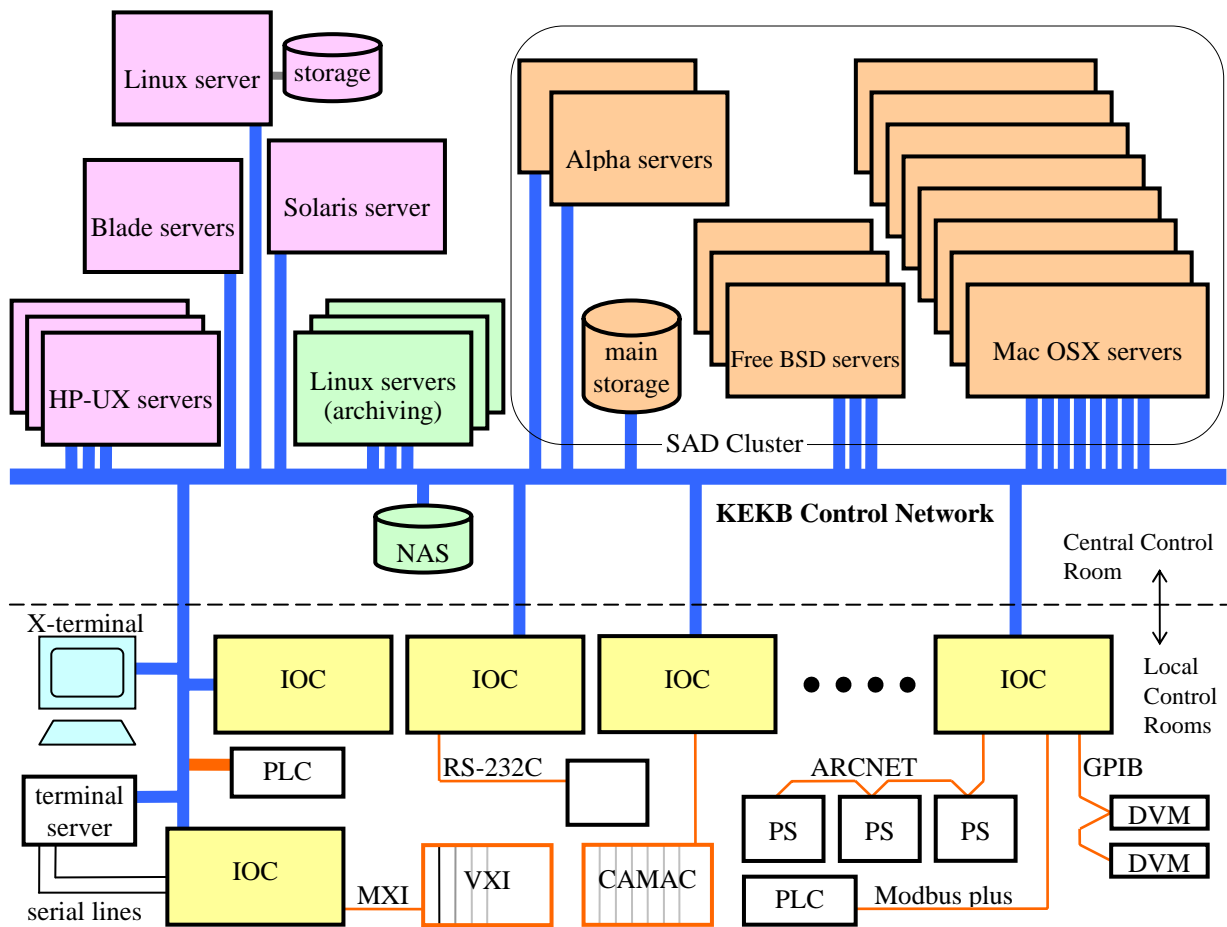 Linux server
storage
Alpha servers
Blade servers
Solaris server
HP-UX servers
Linux servers
(archiving)
main
storage
Free BSD servers
Mac OSX servers
SAD Cluster
KEKB Control Network
NAS
Central Control
Room
X-terminal
IOC
IOC
IOC
IOC
Local
Control
Rooms
PLC
RS-232C
ARCNET
GPIB
terminal
server
PS
PS
PS
DVM
DVM
IOC
MXI
VXI
CAMAC
PLC
Modbus plus
serial lines